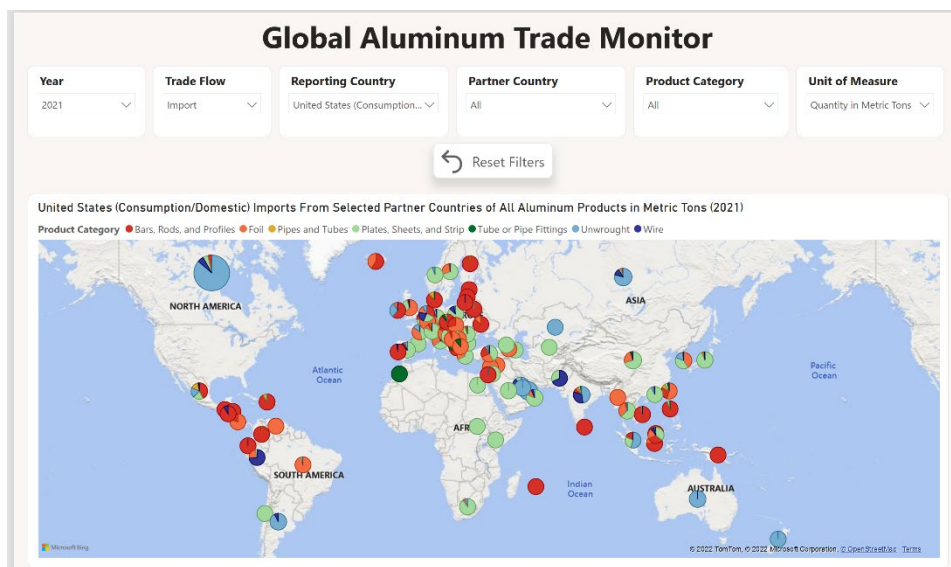 Global Aluminum Trade Monitor
Year
2021
Trade Flow
Import
Reporting Country
United States (Consumption...
Partner Country
All
Product Category
All
Unit of Measure
Quantity in Metric Tons
Reset Filters
United States (Consumption/Domestic) Imports From Selected Partner Countries of All Aluminum Products in Metric Tons (2021)
Product Category Bars, Rods, and Profiles Foil Pipes and Tubes Plates, Sheets, and Strip Tube or Pipe Fittings Unwrought Wire
NORTH AMERICA
ASIA
Atlantic
Ocean
Pacific
Ocean
AFR
SOUTH AMERICA
Indian
Ocean
AUSTRALIA
Microsoft Bing
© 2022 TomTom, © 2022 Microsoft Corporation, © OpenStreetMap Terms